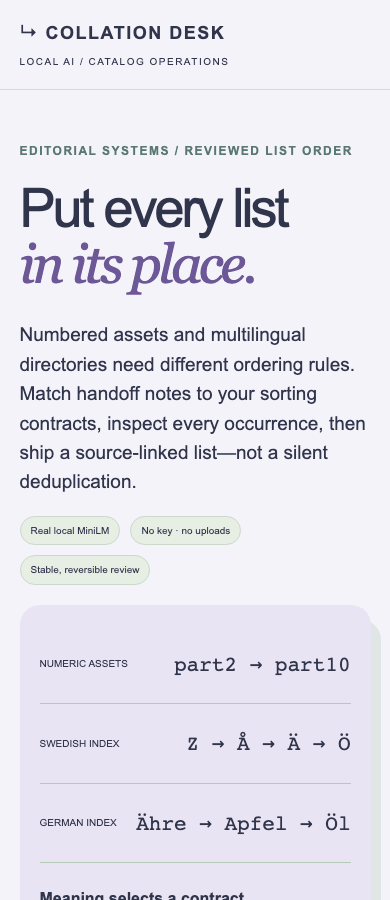 ↳ COLLATION DESK
LOCAL AI / CATALOG OPERATIONS
EDITORIAL SYSTEMS / REVIEWED LIST ORDER
Put every list
in its place.
Numbered assets and multilingual
directories need different ordering rules.
Match handoff notes to your sorting
contracts, inspect every occurrence, then
ship a source-linked list—not a silent
deduplication.
Real local MiniLM
No key · no uploads
Stable, reversible review
NUMERIC ASSETS part2 → part10
SWEDISH INDEX Z → Å → Ä → Ö
GERMAN INDEX Ähre → Apfel → Öl
Meaning selects a contract